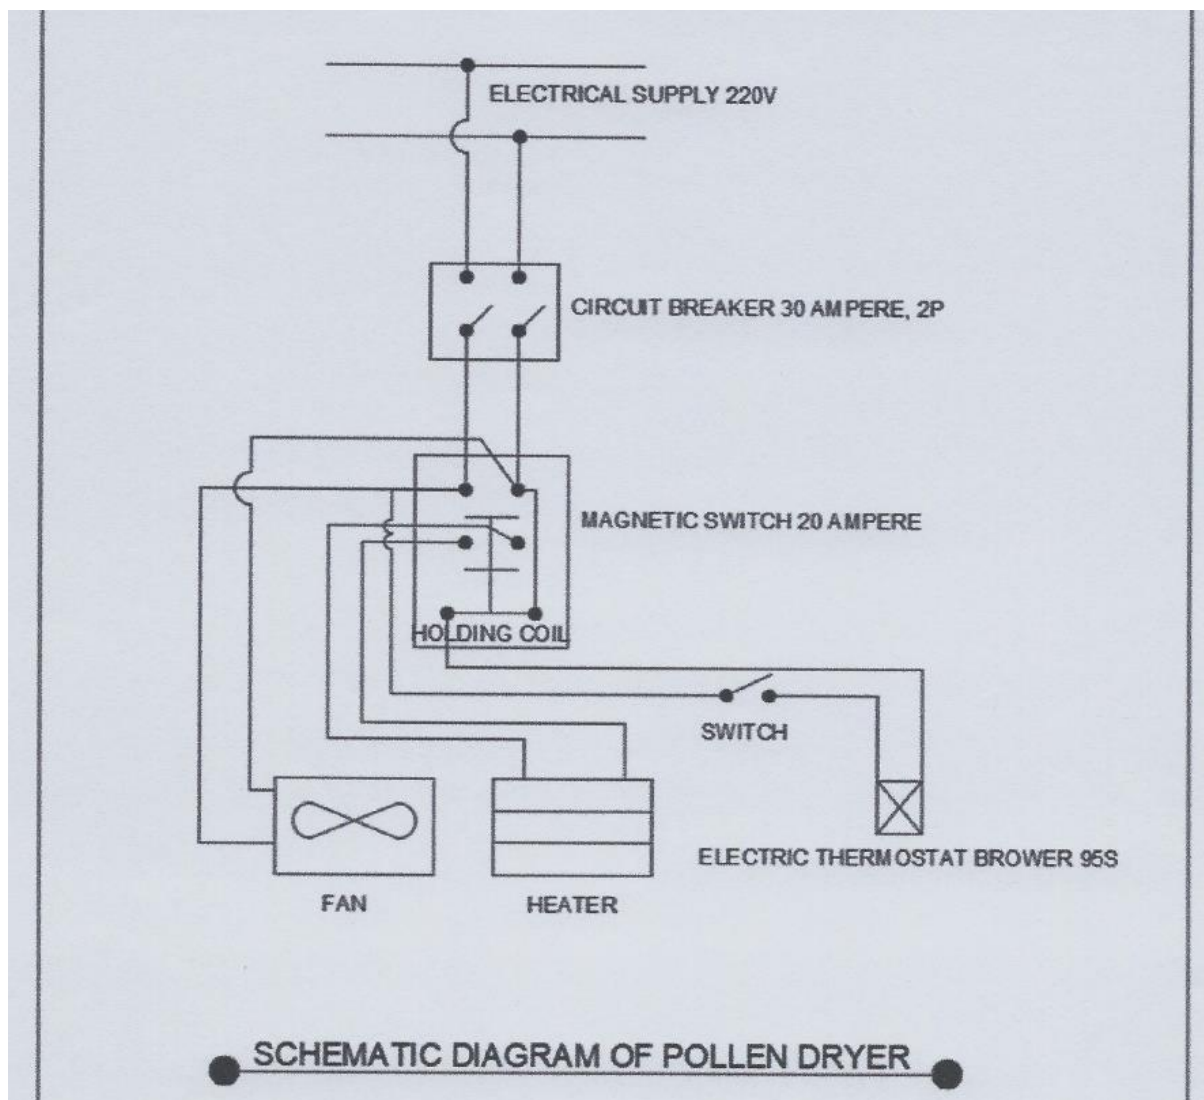 ELECTRICAL SUPPLY 220V
CIRCUIT BREAKER 30 AMPERE, 2P
MAGNETIC SWITCH 20 AMPERE
HOLDING COIL
SWITCH
ELECTRIC THERMOSTAT BROWER 95S
FAN
HEATER
SCHEMATIC DIAGRAM OF POLLEN DRYER